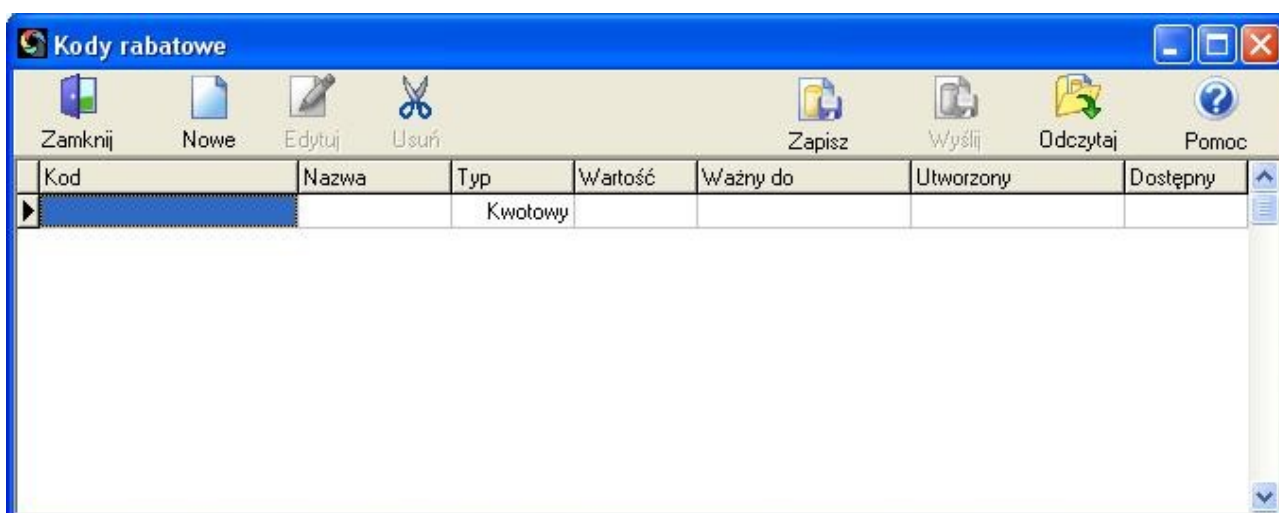 Kody rabatowe
Zamknij Nowe Edytuj Usuń Zapisz Wyślij Odczytaj Pomoc
Kod Nazwa Typ Wartość Ważny do Utworzony Dostępny
Kwotowy